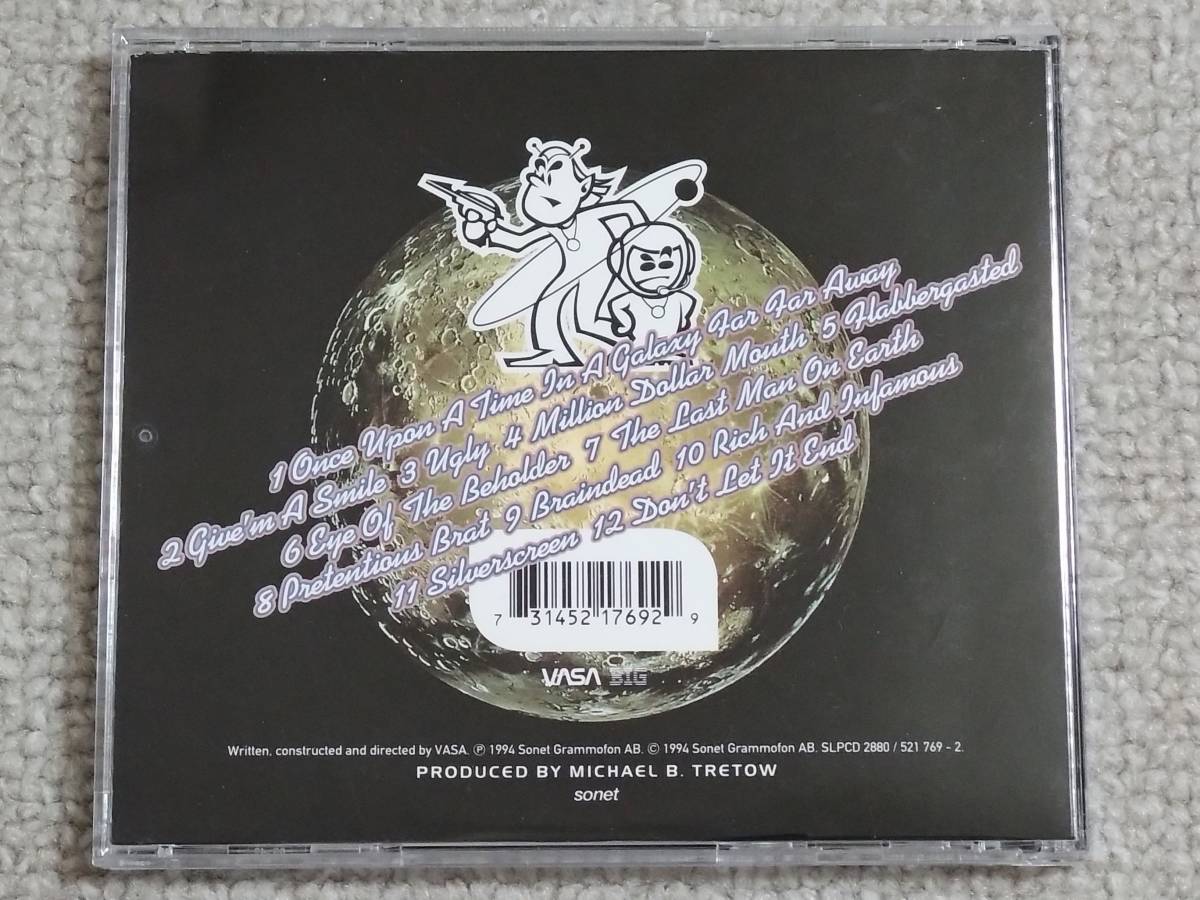 1 Once Upon A Time In A Galaxy Far Far Away
2 Give'm A Smile 3 Ugly 4 Million Dollar Mouth 5 Flabbergasted
6 Eye Of The Beholder 7 The Last Man On Earth
8 Pretentious Brat 9 Braindead 10 Rich And Infamous
11 Silverscreen 12 Don't Let It End
7 31452 17692 9
VASA BIG
Written, constructed and directed by VASA. ℗ 1994 Sonet Grammofon AB. © 1994 Sonet Grammofon AB. SLPCD 2880 / 521 769 - 2.
PRODUCED BY MICHAEL B. TRETOW
sonet